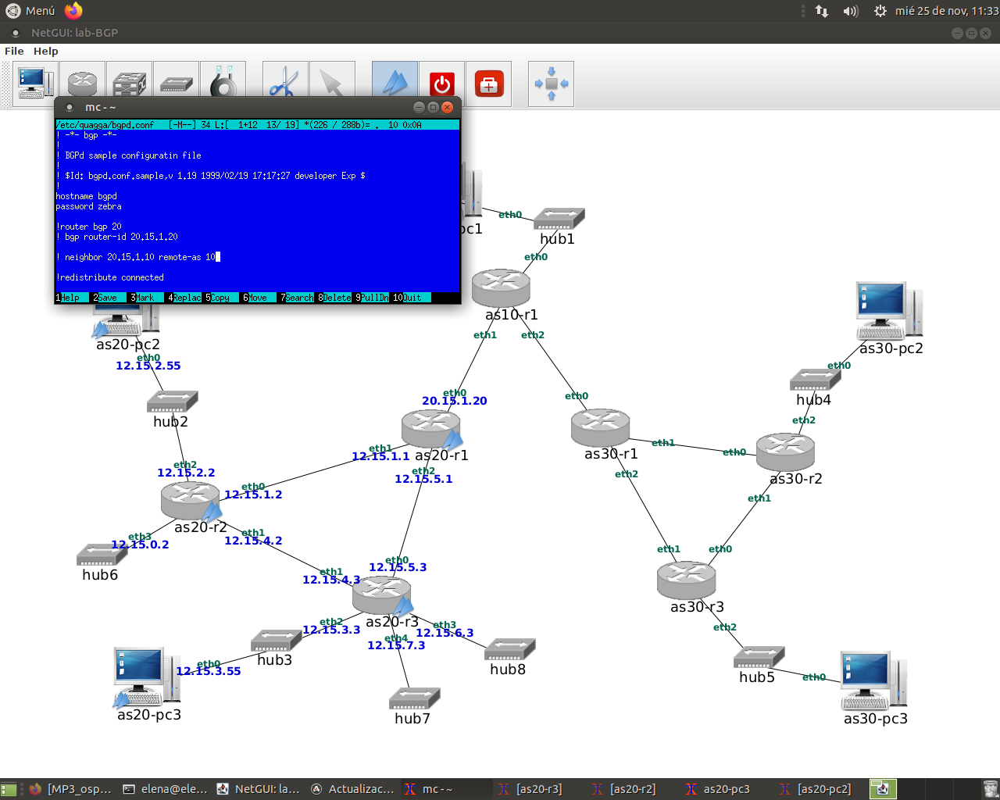 Menú
mié 25 de nov, 11:33
NetGUI: lab-BGP
File Help
mc - ~
/etc/quagga/bgpd.conf [-M--] 34 L:[ 1+12 13/ 19] *(226 / 288b)= . 10 0x0A
! -*- bgp -*-
!
! BGPd sample configuratin file
!
! $Id: bgpd.conf.sample,v 1.19 1999/02/19 17:17:27 developer Exp $
!
hostname bgpd
password zebra
!router bgp 20
! bgp router-id 20.15.1.20
! neighbor 20.15.1.10 remote-as 10
!redistribute connected
1Help 2Save 3Mark 4Replac 5Copy 6Move 7Search 8Delete 9PullDn 10Quit
pc1
eth0
hub1
eth0
as10-r1
eth1
eth2
as20-pc2
eth0
12.15.2.55
hub2
eth0
20.15.1.20
as20-r1
eth1
12.15.1.1
eth2
12.15.5.1
eth0
as30-r1
eth1
eth2
as30-pc2
eth0
hub4
eth2
eth0
as30-r2
eth1
eth2
12.15.2.2
eth0
12.15.1.2
as20-r2
eth1
12.15.4.2
eth3
12.15.0.2
hub6
eth0
12.15.5.3
eth1
12.15.4.3
as20-r3
eth2
12.15.3.3
eth3
12.15.6.3
eth4
12.15.7.3
eth1
eth0
as30-r3
eth2
hub3
hub8
eth0
12.15.3.55
as20-pc3
hub7
hub5
eth0
as30-pc3
[MP3_osp...
elena@ele...
NetGUI: la...
Actualizac...
mc - ~
[as20-r3]
[as20-r2]
as20-pc3
[as20-pc2]